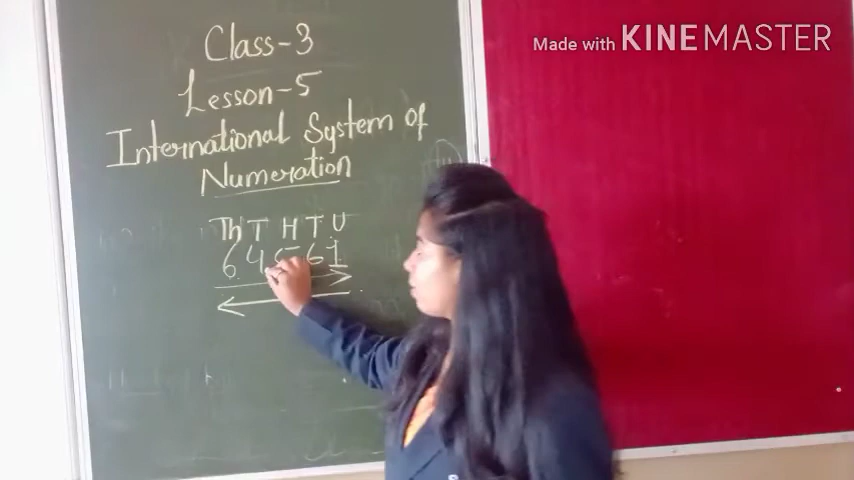 Made with KINEMASTER
Class-3
Lesson-5
International System of
Numeration
Th T H T U
6 4 5 6 1